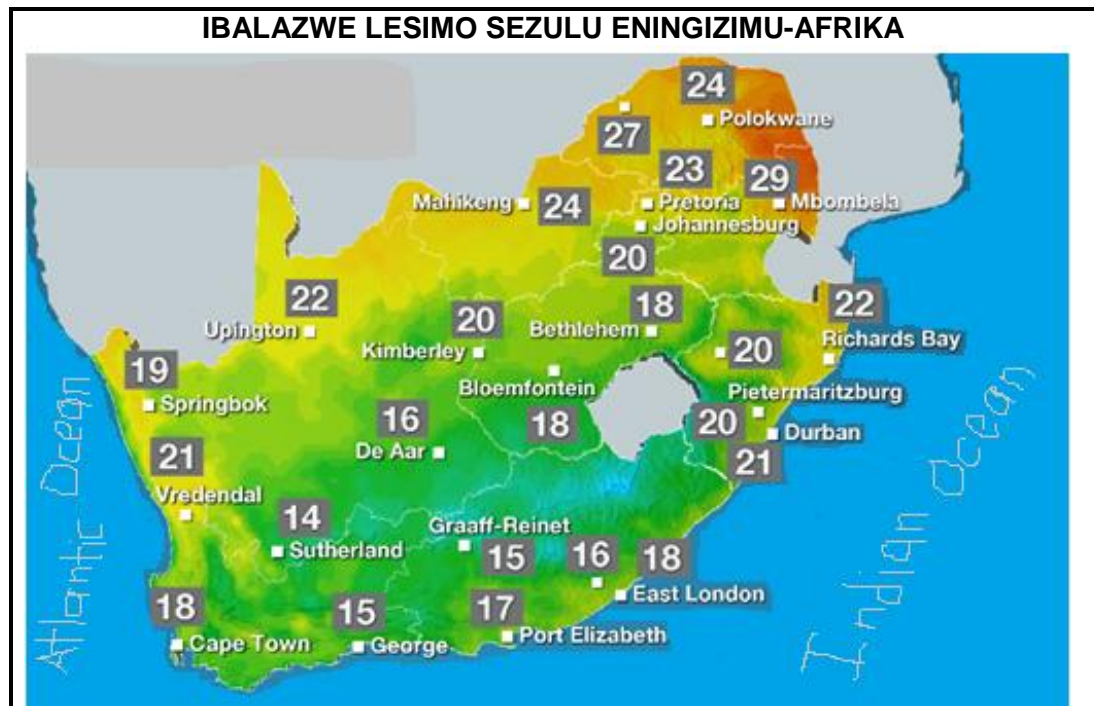 IBALAZWE LESIMO SEZULU ENINGIZIMU-AFRIKA
24
Polokwane
27
23
29
Mahikeng
24
Pretoria
Mbombela
Johannesburg
20
22
Upington
20
Kimberley
18
Bethlehem
22
Richards Bay
20
19
Springbok
Bloemfontein
18
Pietermaritzburg
20
Durban
21
16
De Aar
21
Vredendal
14
Sutherland
Graaff-Reinet
15
16
18
East London
18
Cape Town
15
George
17
Port Elizabeth
Atlantic Ocean
Indian Ocean